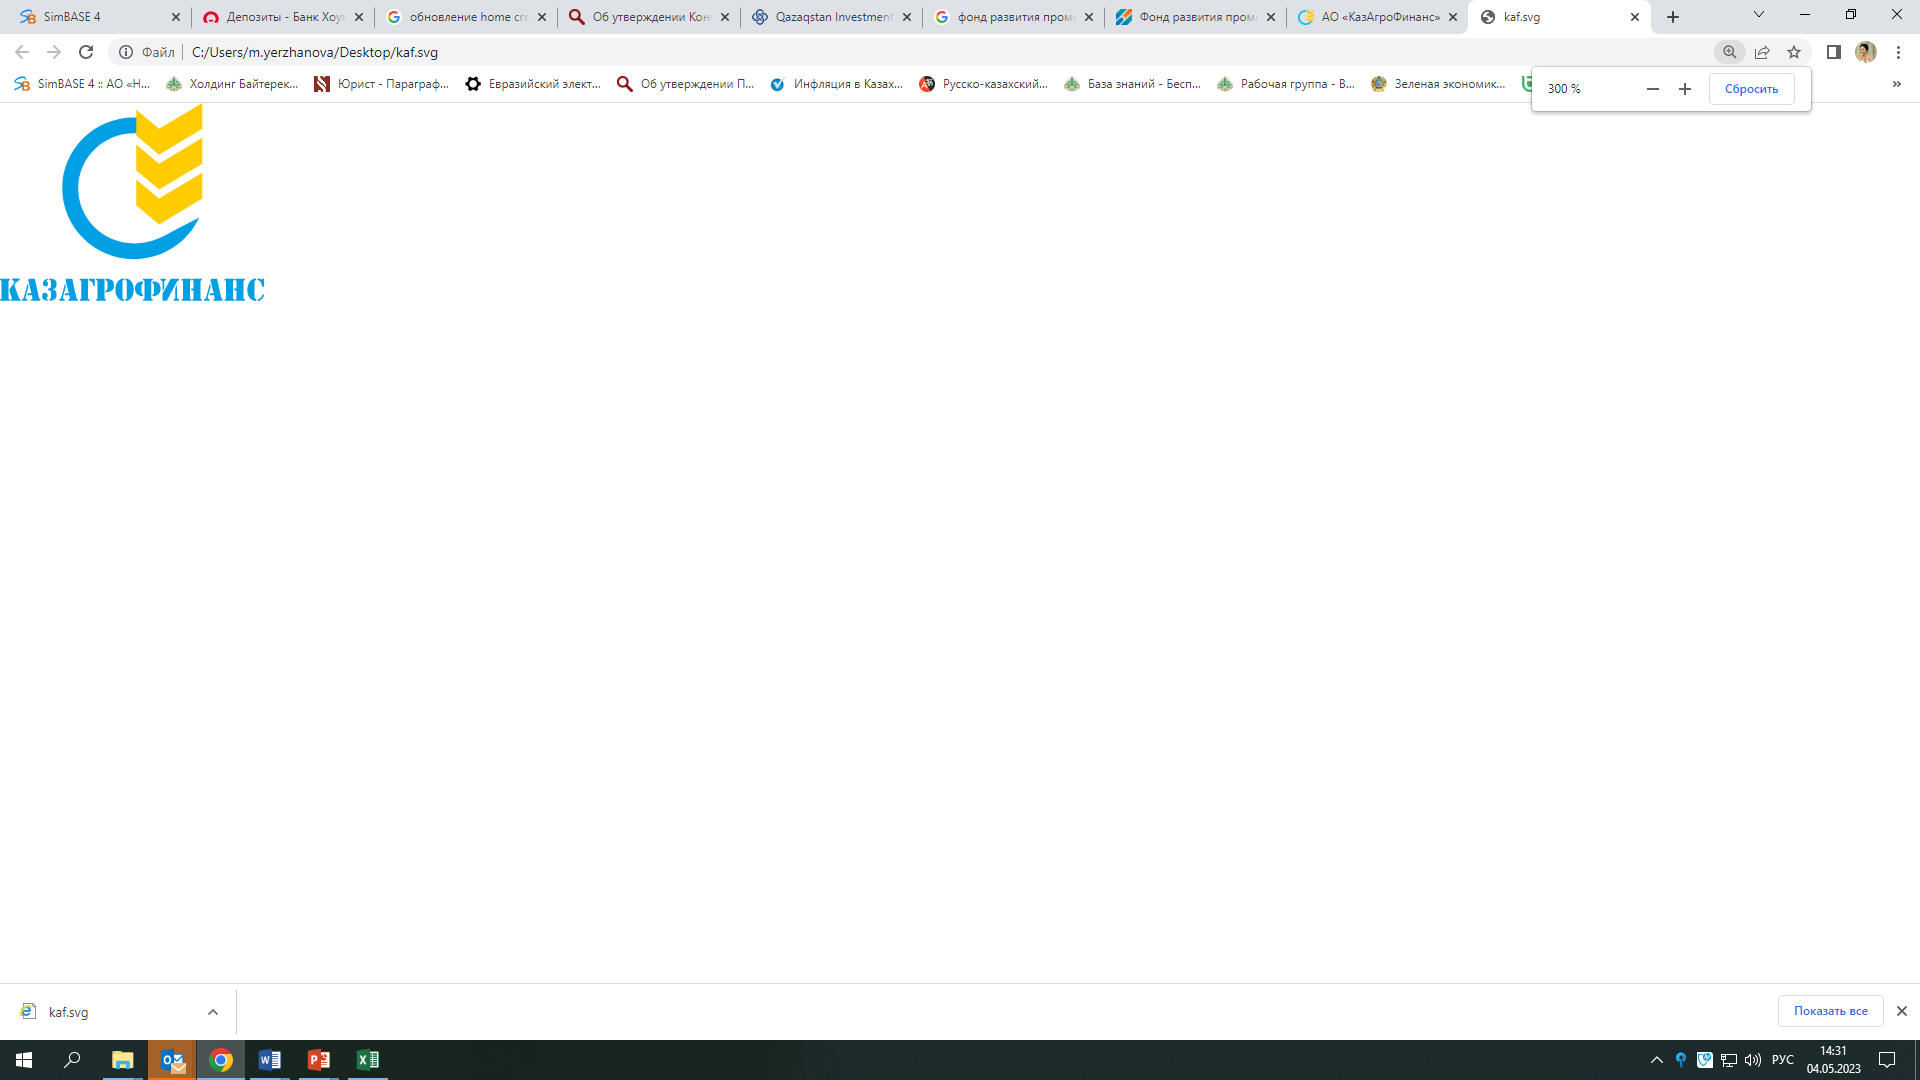 SimBASE 4
Депозиты - Банк Хоу
обновление home cre
Об утверждении Кон
Qazaqstan Investment
фонд развития пром
Фонд развития пром
АО «КазАгроФинанс»
kaf.svg
Файл
C:/Users/m.yerzhanova/Desktop/kaf.svg
SimBASE 4 :: АО «Н...
Холдинг Байтерек...
Юрист - Параграф...
Евразийский элект...
Об утверждении П...
Инфляция в Казах...
Русско-казахский...
База знаний - Бесп...
Рабочая группа - В...
Зеленая экономик...
»
300 %
Сбросить
КАЗАГРОФИНАНС
kaf.svg
Показать все
РУС
14:31
04.05.2023